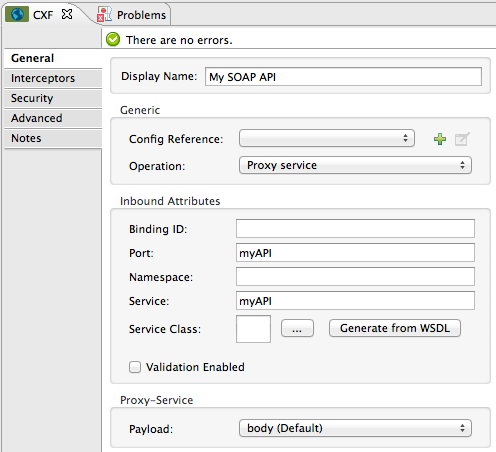 CXF Problems
There are no errors.
General
Interceptors
Security
Advanced
Notes
Display Name: My SOAP API
Generic
Config Reference:
Operation: Proxy service
Inbound Attributes
Binding ID:
Port: myAPI
Namespace:
Service: myAPI
Service Class: ... Generate from WSDL
Validation Enabled
Proxy-Service
Payload: body (Default)